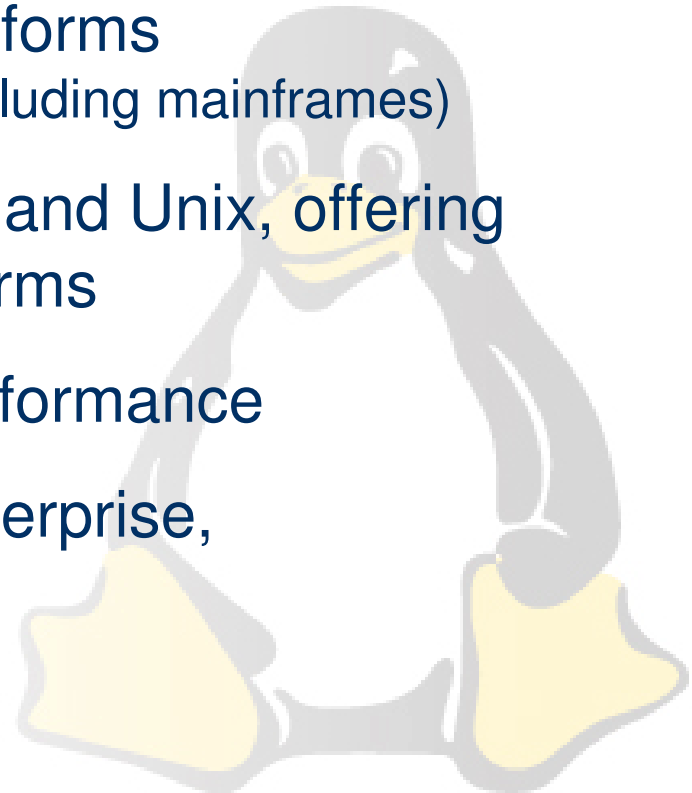 forms
luding mainframes)
and Unix, offering
rms
formance
erprise,